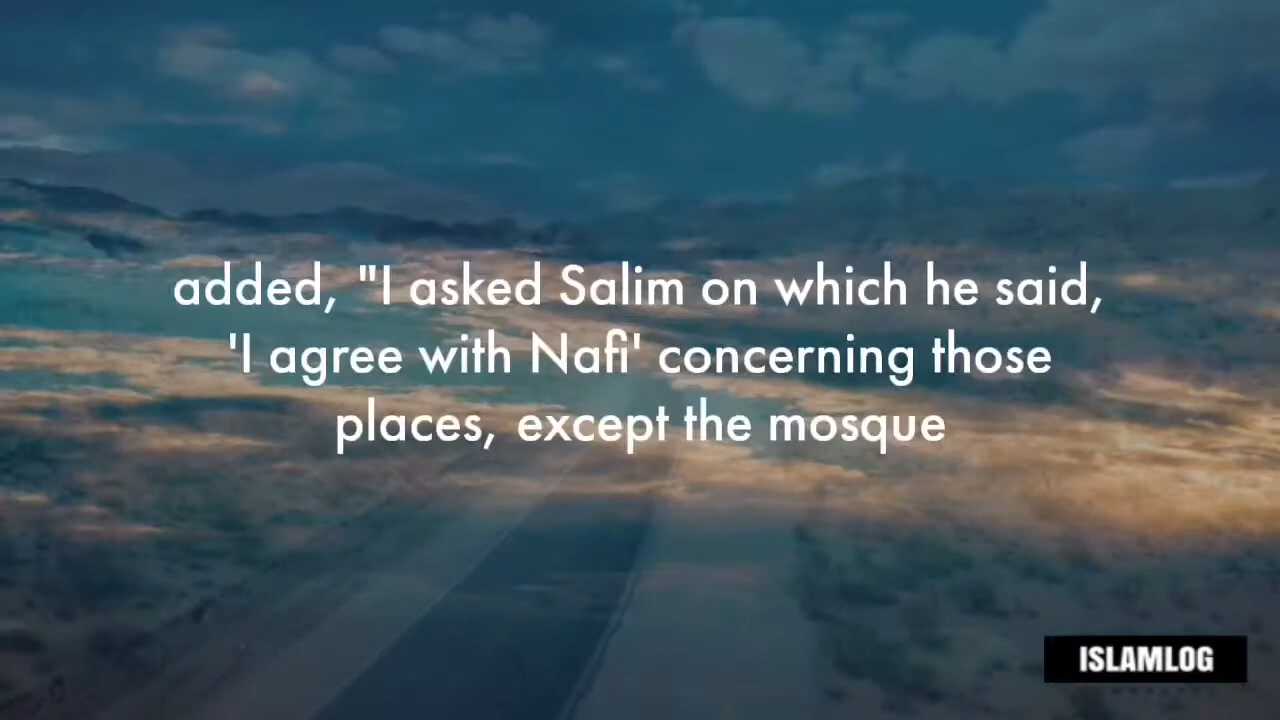 added, "I asked Salim on which he said,
'I agree with Nafi' concerning those
places, except the mosque
ISLAMLOG